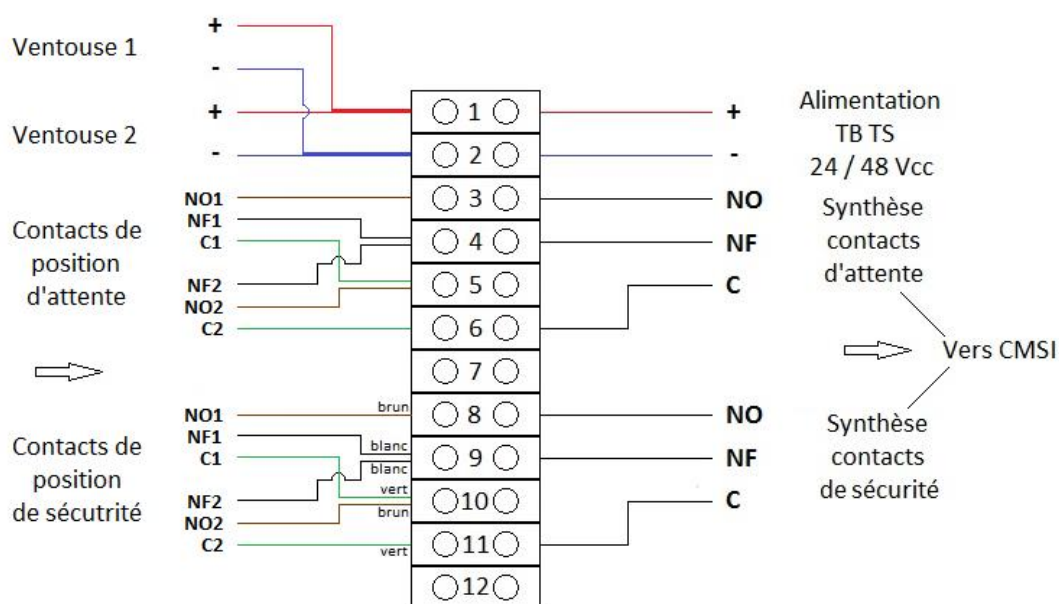 Ventouse 1
+
-
Ventouse 2
+
-
Contacts de
position
d'attente
NO1
NF1
C1
NF2
NO2
C2
Contacts de
position
de sécutrité
NO1
NF1
C1
NF2
NO2
C2
brun
blanc
blanc
vert
brun
vert
1
2
3
4
5
6
7
8
9
10
11
12
+
-
NO
NF
C
NO
NF
C
Alimentation
TB TS
24 / 48 Vcc
Synthèse
contacts
d'attente
Vers CMSI
Synthèse
contacts
de sécurité